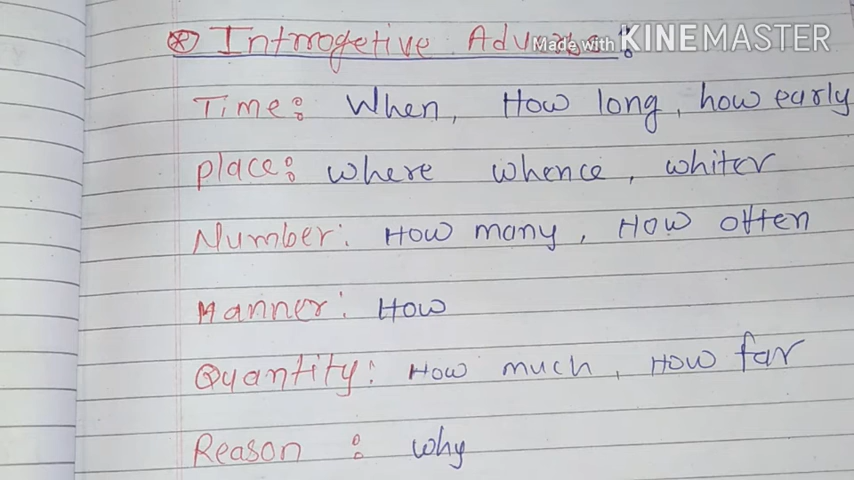 * Introgetive Adverbs :
Made with KINEMASTER
Time: When, How long, how early
place: where whence, whiter
Number: How many, How often
Manner: How
Quantity: How much, How far
Reason : why